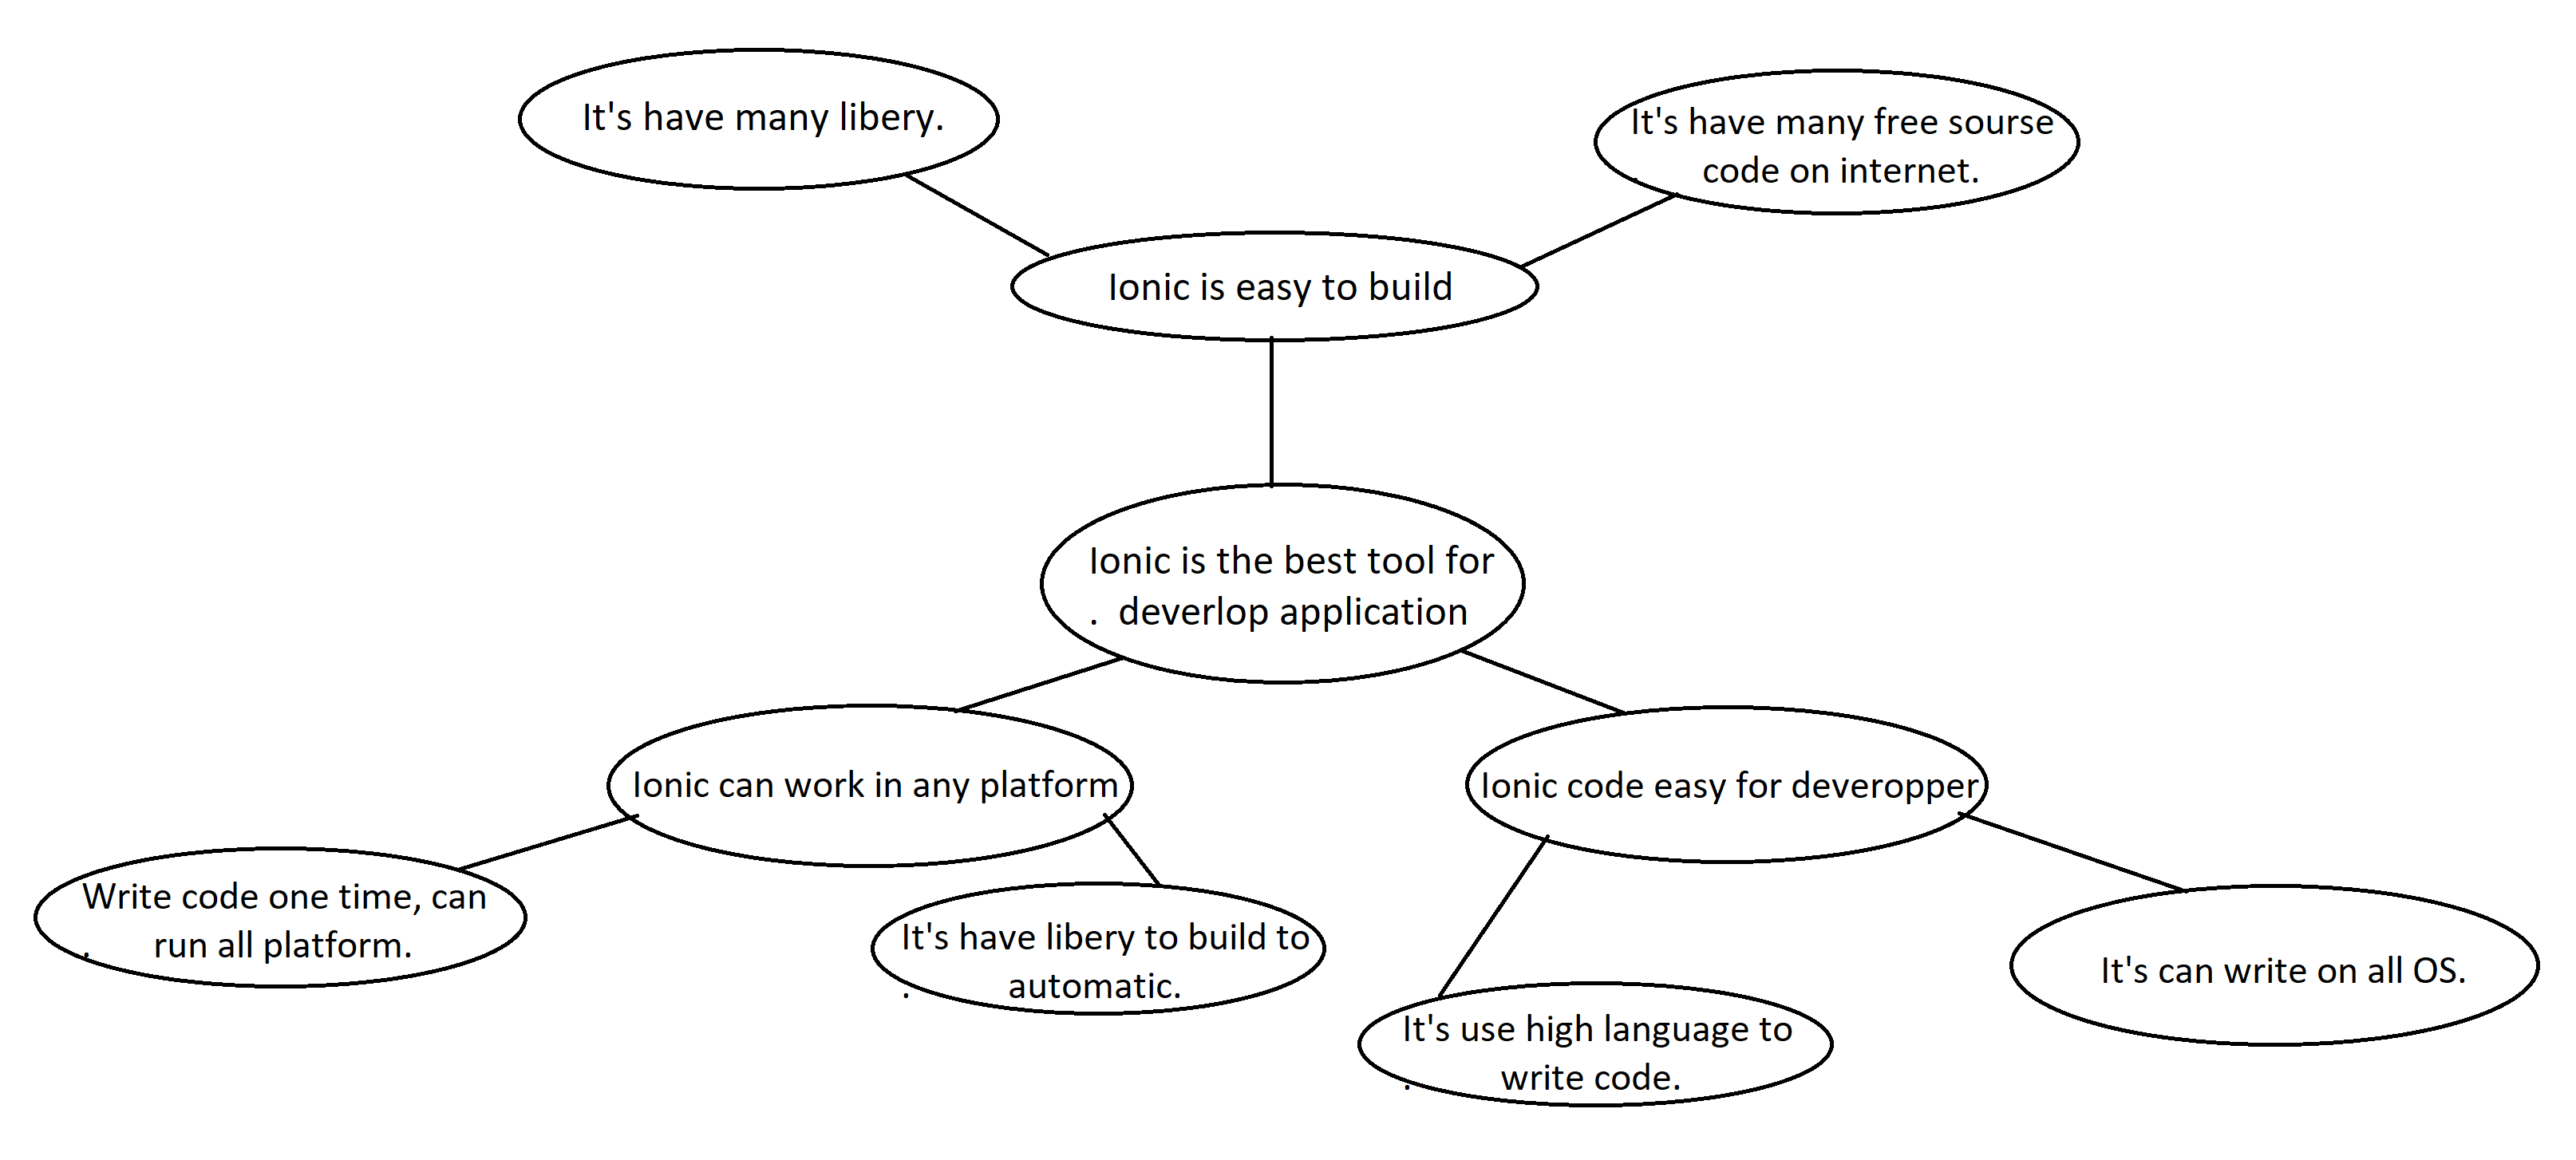 It's have many libery.
It's have many free sourse
code on internet.
Ionic is easy to build
Ionic is the best tool for
. deverlop application
Ionic can work in any platform
Ionic code easy for deveropper
Write code one time, can
. run all platform.
It's have libery to build to
. automatic.
It's can write on all OS.
It's use high language to
. write code.